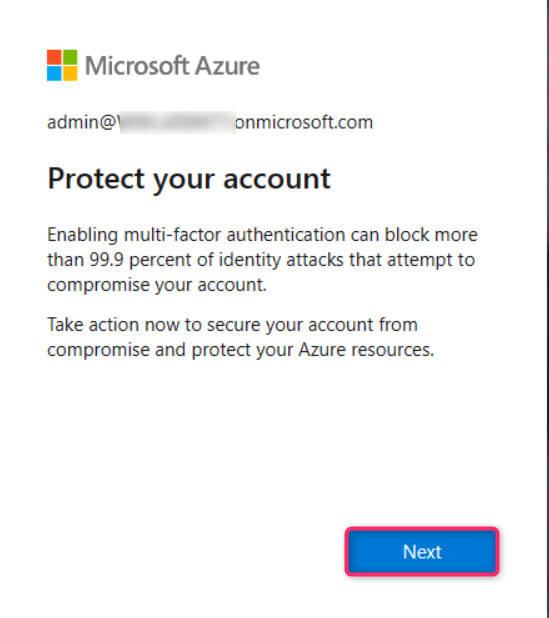 Microsoft Azure
admin@ onmicrosoft.com
Protect your account
Enabling multi-factor authentication can block more
than 99.9 percent of identity attacks that attempt to
compromise your account.
Take action now to secure your account from
compromise and protect your Azure resources.
Next